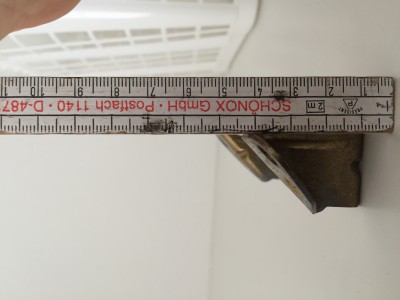 1 2 3 4 5 6 7 8 9 10
SCHÖNOX GmbH · Postfach 1140 · D-487
2m